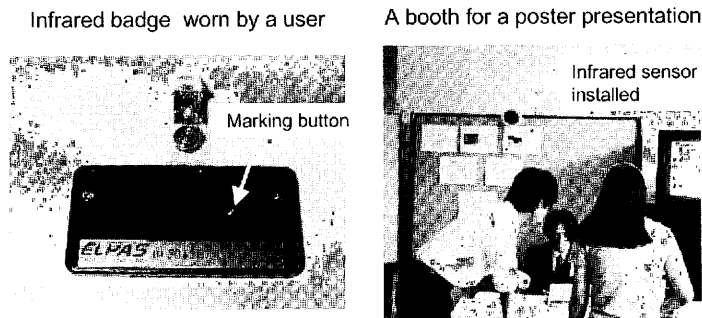 Infrared badge worn by a user
A booth for a poster presentation
Marking button
Infrared sensor
installed
ELPAS